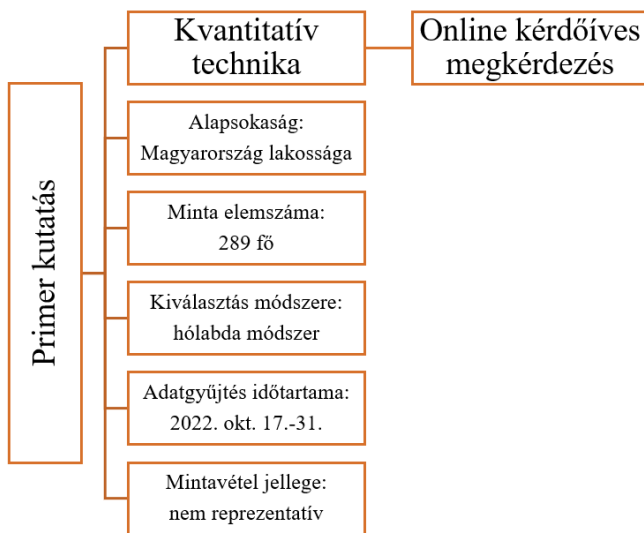 Primer kutatás
Kvantitatív
technika
Online kérdőíves
megkérdezés
Alapsokaság:
Magyarország lakossága
Minta elemszáma:
289 fő
Kiválasztás módszere:
hólabda módszer
Adatgyűjtés időtartama:
2022. okt. 17.-31.
Mintavétel jellege:
nem reprezentatív